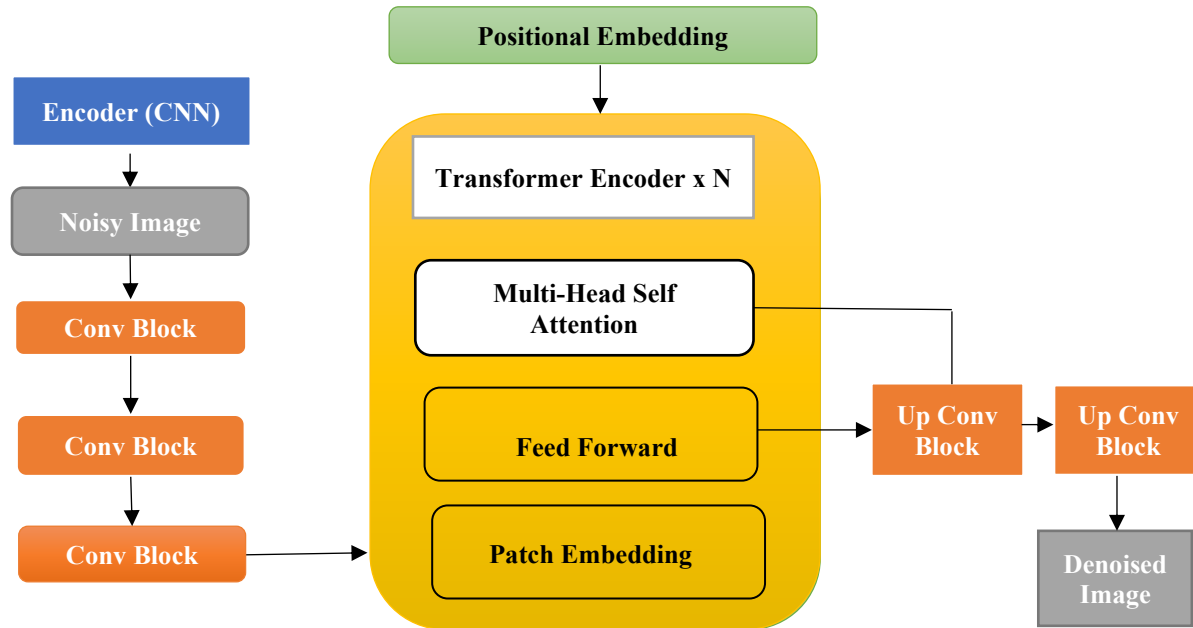 Positional Embedding
Encoder (CNN)
Noisy Image
Conv Block
Conv Block
Conv Block
Transformer Encoder x N
Multi-Head Self
Attention
Feed Forward
Patch Embedding
Up Conv
Block
Up Conv
Block
Denoised
Image